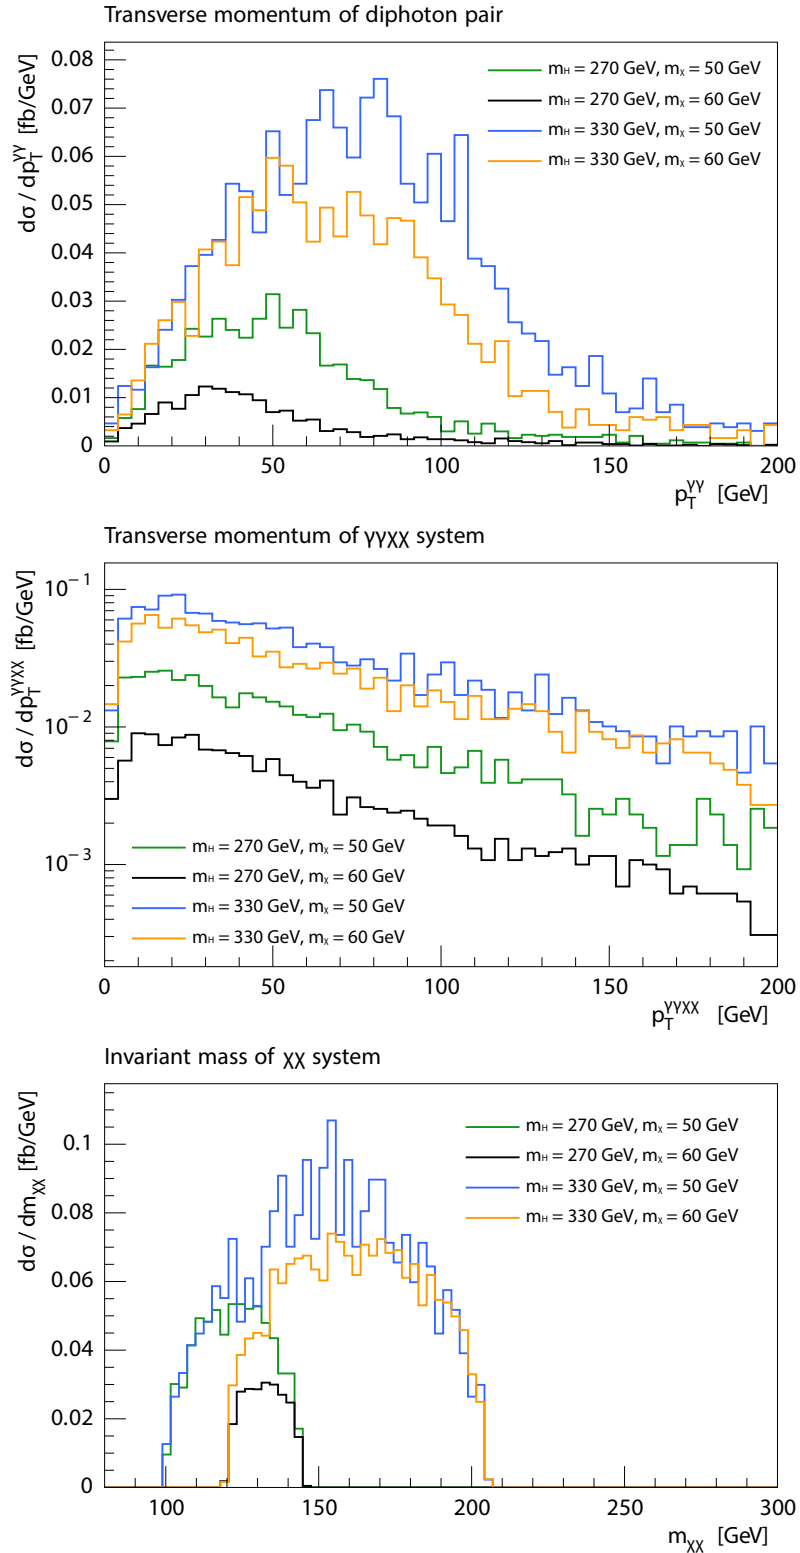 Transverse momentum of diphoton pair
dσ / dp_T^γγ [fb/GeV]
0.08
0.07
0.06
0.05
0.04
0.03
0.02
0.01
0
m_H = 270 GeV, m_χ = 50 GeV
m_H = 270 GeV, m_χ = 60 GeV
m_H = 330 GeV, m_χ = 50 GeV
m_H = 330 GeV, m_χ = 60 GeV
0 50 100 150 200
p_T^γγ [GeV]
Transverse momentum of γγχχ system
dσ / dp_T^γγχχ [fb/GeV]
10⁻¹
10⁻²
10⁻³
m_H = 270 GeV, m_χ = 50 GeV
m_H = 270 GeV, m_χ = 60 GeV
m_H = 330 GeV, m_χ = 50 GeV
m_H = 330 GeV, m_χ = 60 GeV
0 50 100 150 200
p_T^γγχχ [GeV]
Invariant mass of χχ system
dσ / dm_χχ [fb/GeV]
0.1
0.08
0.06
0.04
0.02
0
m_H = 270 GeV, m_χ = 50 GeV
m_H = 270 GeV, m_χ = 60 GeV
m_H = 330 GeV, m_χ = 50 GeV
m_H = 330 GeV, m_χ = 60 GeV
100 150 200 250 300
m_χχ [GeV]